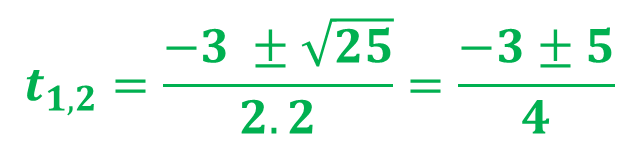 t₁,₂ = (−3 ± √25) / (2. 2) = (−3 ± 5) / 4